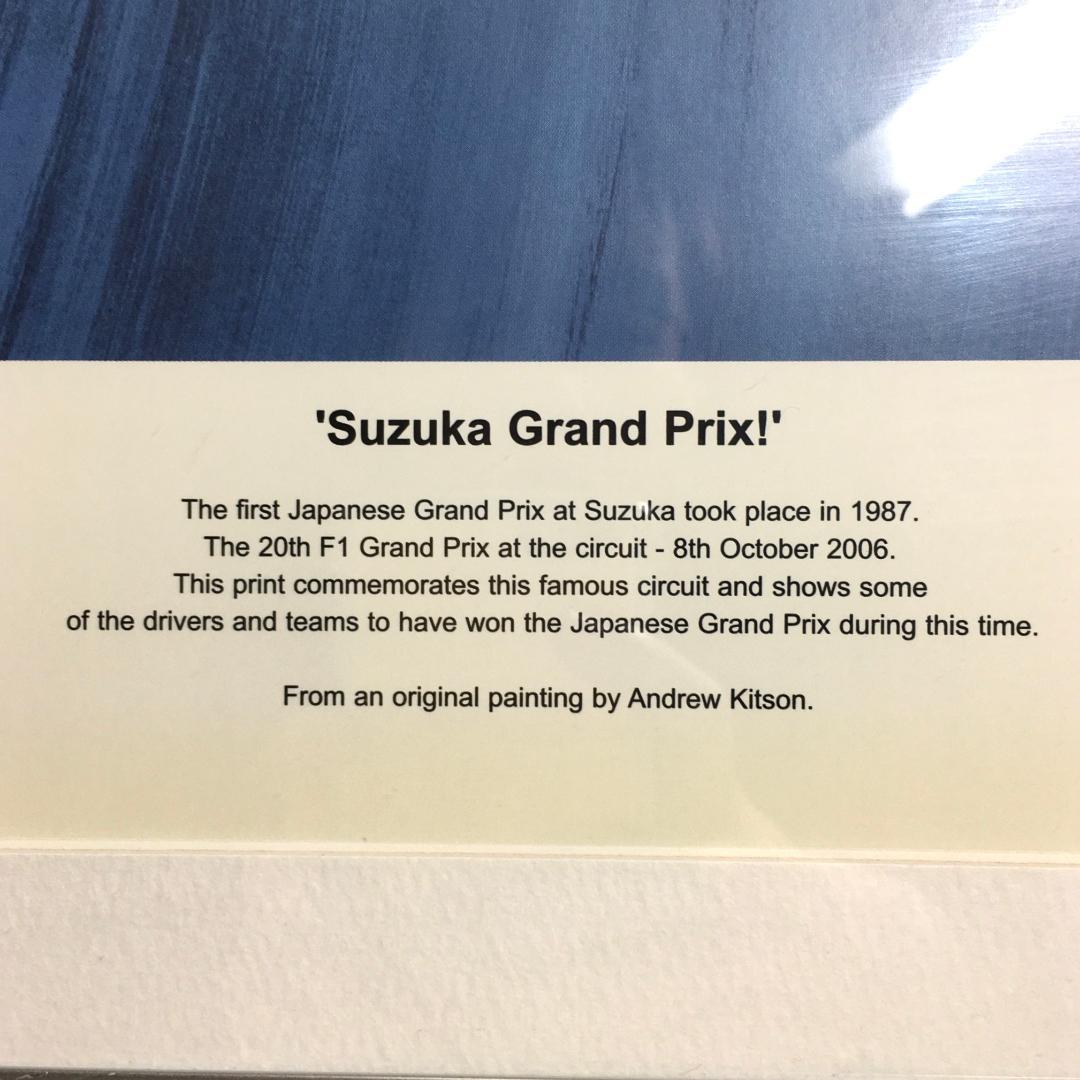 'Suzuka Grand Prix!'
The first Japanese Grand Prix at Suzuka took place in 1987.
The 20th F1 Grand Prix at the circuit - 8th October 2006.
This print commemorates this famous circuit and shows some
of the drivers and teams to have won the Japanese Grand Prix during this time.
From an original painting by Andrew Kitson.